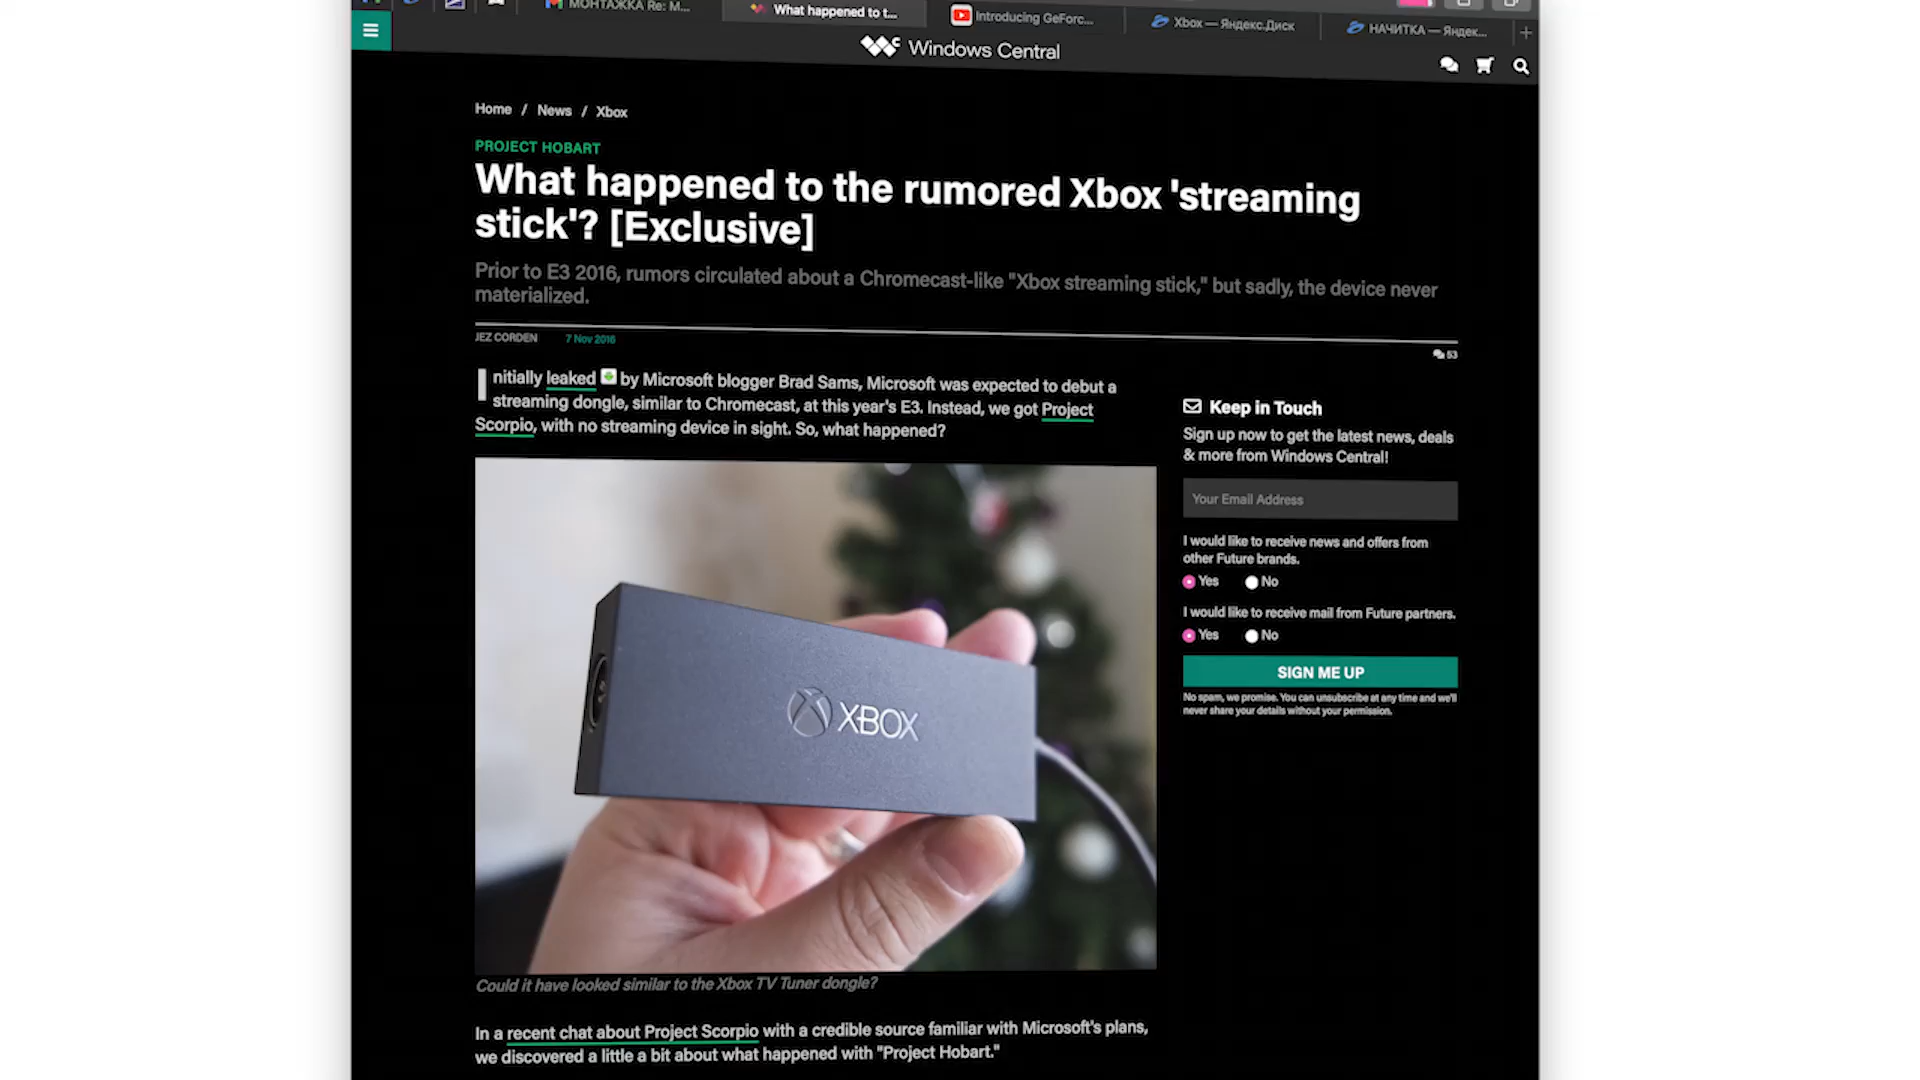 МОНТАЖКА Re: М...
What happened to t...
Introducing GeForc...
Xbox — Яндекс.Диск
НАЧИТКА — Яндек...
Windows Central
Home / News / Xbox
PROJECT HOBART
What happened to the rumored Xbox 'streaming
stick'? [Exclusive]
Prior to E3 2016, rumors circulated about a Chromecast-like "Xbox streaming stick," but sadly, the device never
materialized.
JEZ CORDEN 7 Nov 2016
53
Initially leaked by Microsoft blogger Brad Sams, Microsoft was expected to debut a
streaming dongle, similar to Chromecast, at this year's E3. Instead, we got Project
Scorpio, with no streaming device in sight. So, what happened?
XBOX
Could it have looked similar to the Xbox TV Tuner dongle?
In a recent chat about Project Scorpio with a credible source familiar with Microsoft's plans,
we discovered a little a bit about what happened with "Project Hobart."
Keep in Touch
Sign up now to get the latest news, deals
& more from Windows Central!
Your Email Address
I would like to receive news and offers from
other Future brands.
Yes No
I would like to receive mail from Future partners.
Yes No
SIGN ME UP
No spam, we promise. You can unsubscribe at any time and we'll
never share your details without your permission.